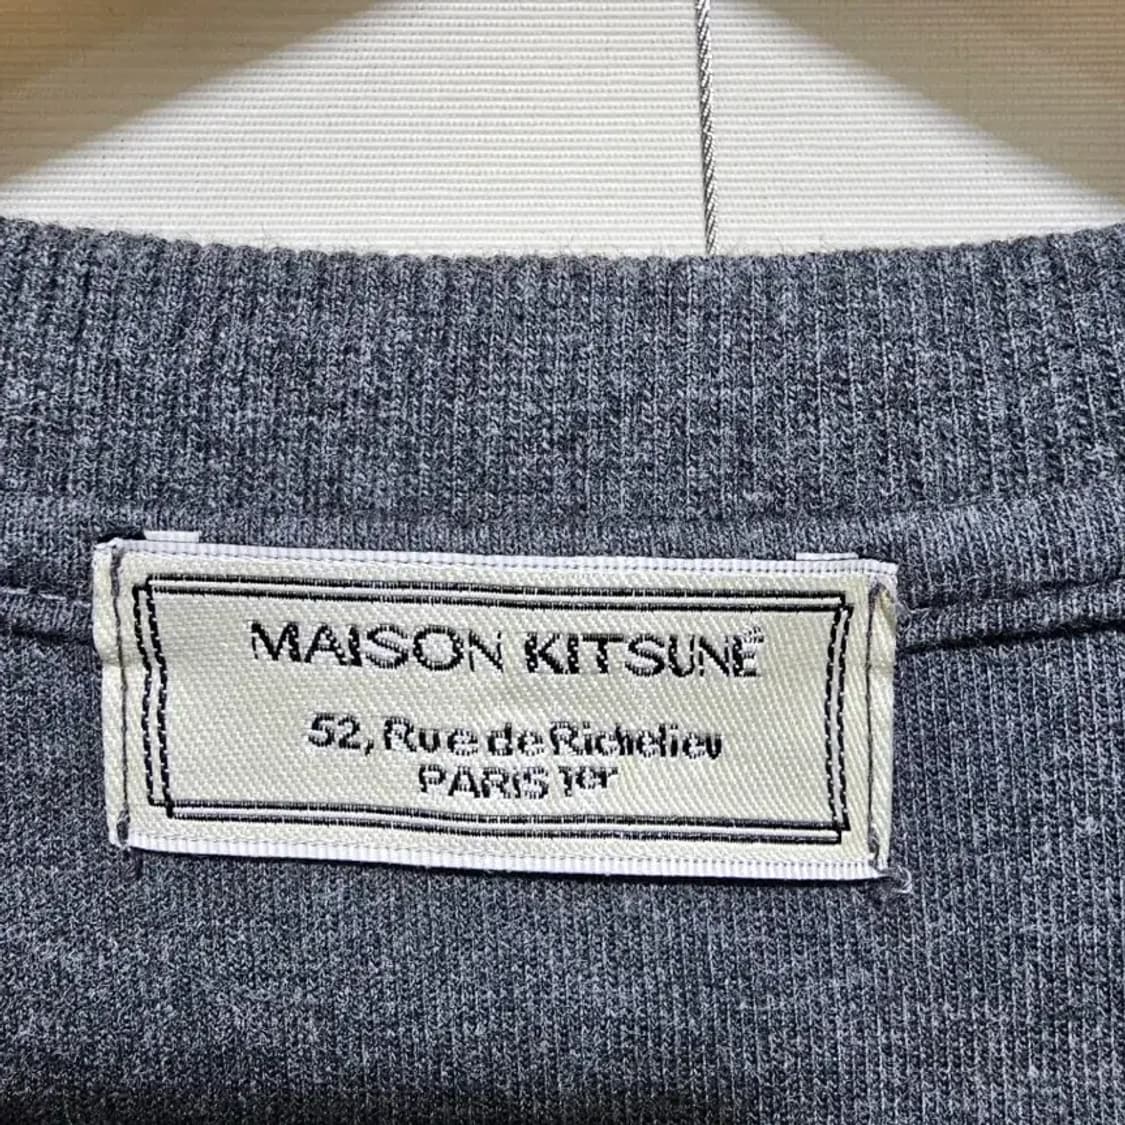 MAISON KITSUNÉ
52, Rue de Richelieu
PARIS 1er